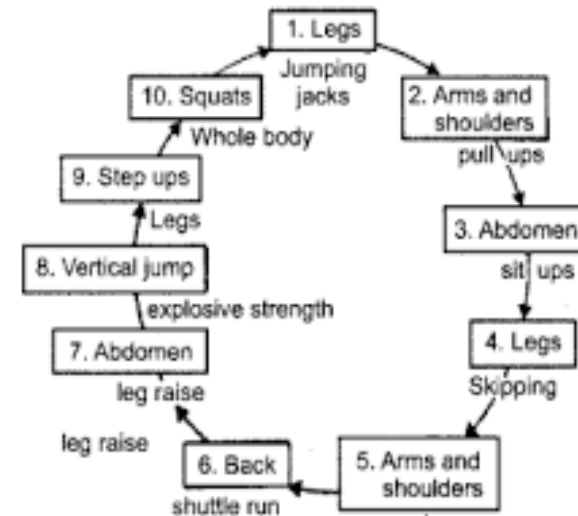 1. Legs
Jumping
jacks
2. Arms and
shoulders
pull ups
3. Abdomen
sit ups
4. Legs
Skipping
5. Arms and
shoulders
6. Back
shuttle run
leg raise
7. Abdomen
leg raise
8. Vertical jump
explosive strength
9. Step ups
Legs
10. Squats
Whole body